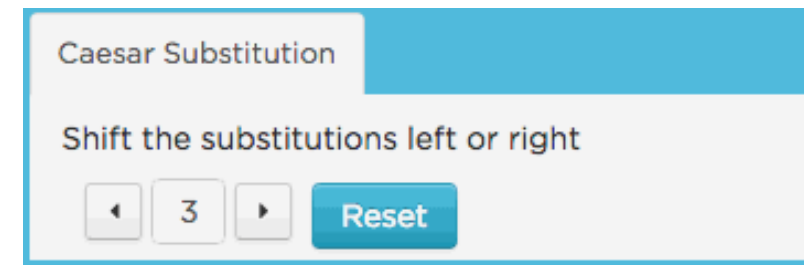 Caesar Substitution
Shift the substitutions left or right
3 Reset